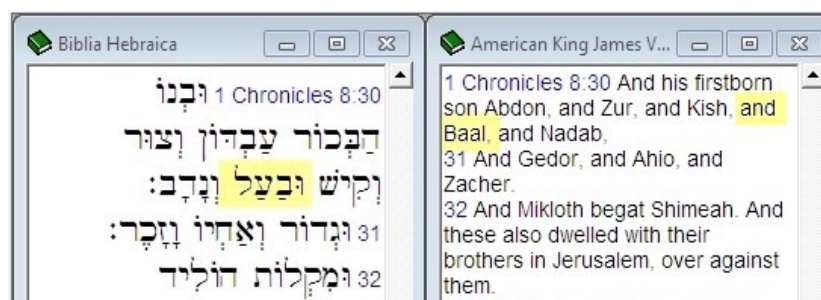 Biblia Hebraica
1 Chronicles 8:30 וּבְנוֹ
הַבְּכוֹר עַבְדּוֹן וְצוּר
וְקִישׁ וּבַעַל וְנָדָב׃
31 וּגְדוֹר וְאַחְיוֹ וָזָכֶר׃
32 וּמִקְלוֹת הוֹלִיד
American King James V...
1 Chronicles 8:30 And his firstborn
son Abdon, and Zur, and Kish, and
Baal, and Nadab,
31 And Gedor, and Ahio, and
Zacher.
32 And Mikloth begat Shimeah. And
these also dwelled with their
brothers in Jerusalem, over against
them.